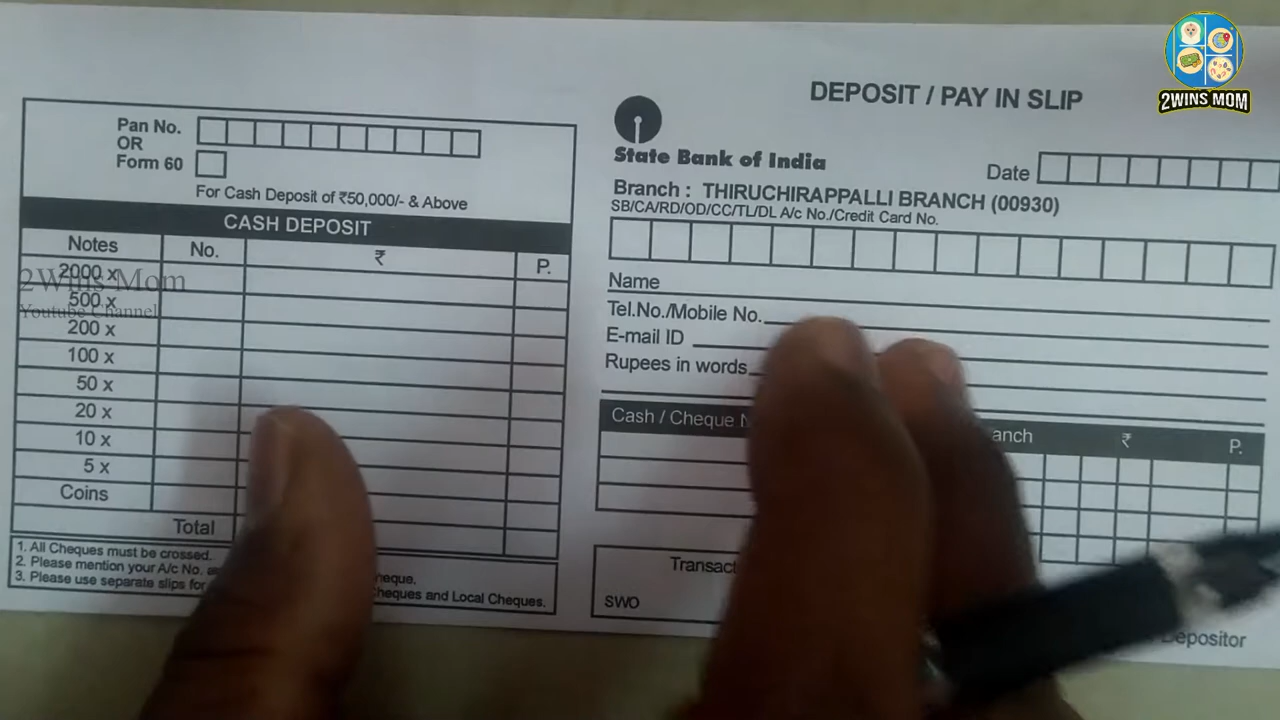 2WINS MOM
DEPOSIT / PAY IN SLIP
Pan No.
OR
Form 60
For Cash Deposit of ₹50,000/- & Above
CASH DEPOSIT
Notes No. ₹ P.
2000 x
500 x
200 x
100 x
50 x
20 x
10 x
5 x
Coins
Total
1. All Cheques must be crossed.
2. Please mention your A/c No. heque.
3. Please use separate slips for heques and Local Cheques.
2Wins Mom
Youtube Channel
State Bank of India
Date
Branch : THIRUCHIRAPPALLI BRANCH (00930)
SB/CA/RD/OD/CC/TL/DL A/c No./Credit Card No.
Name
Tel.No./Mobile No.
E-mail ID
Rupees in words
Cash / Cheque anch ₹ P.
Transact
SWO
Depositor